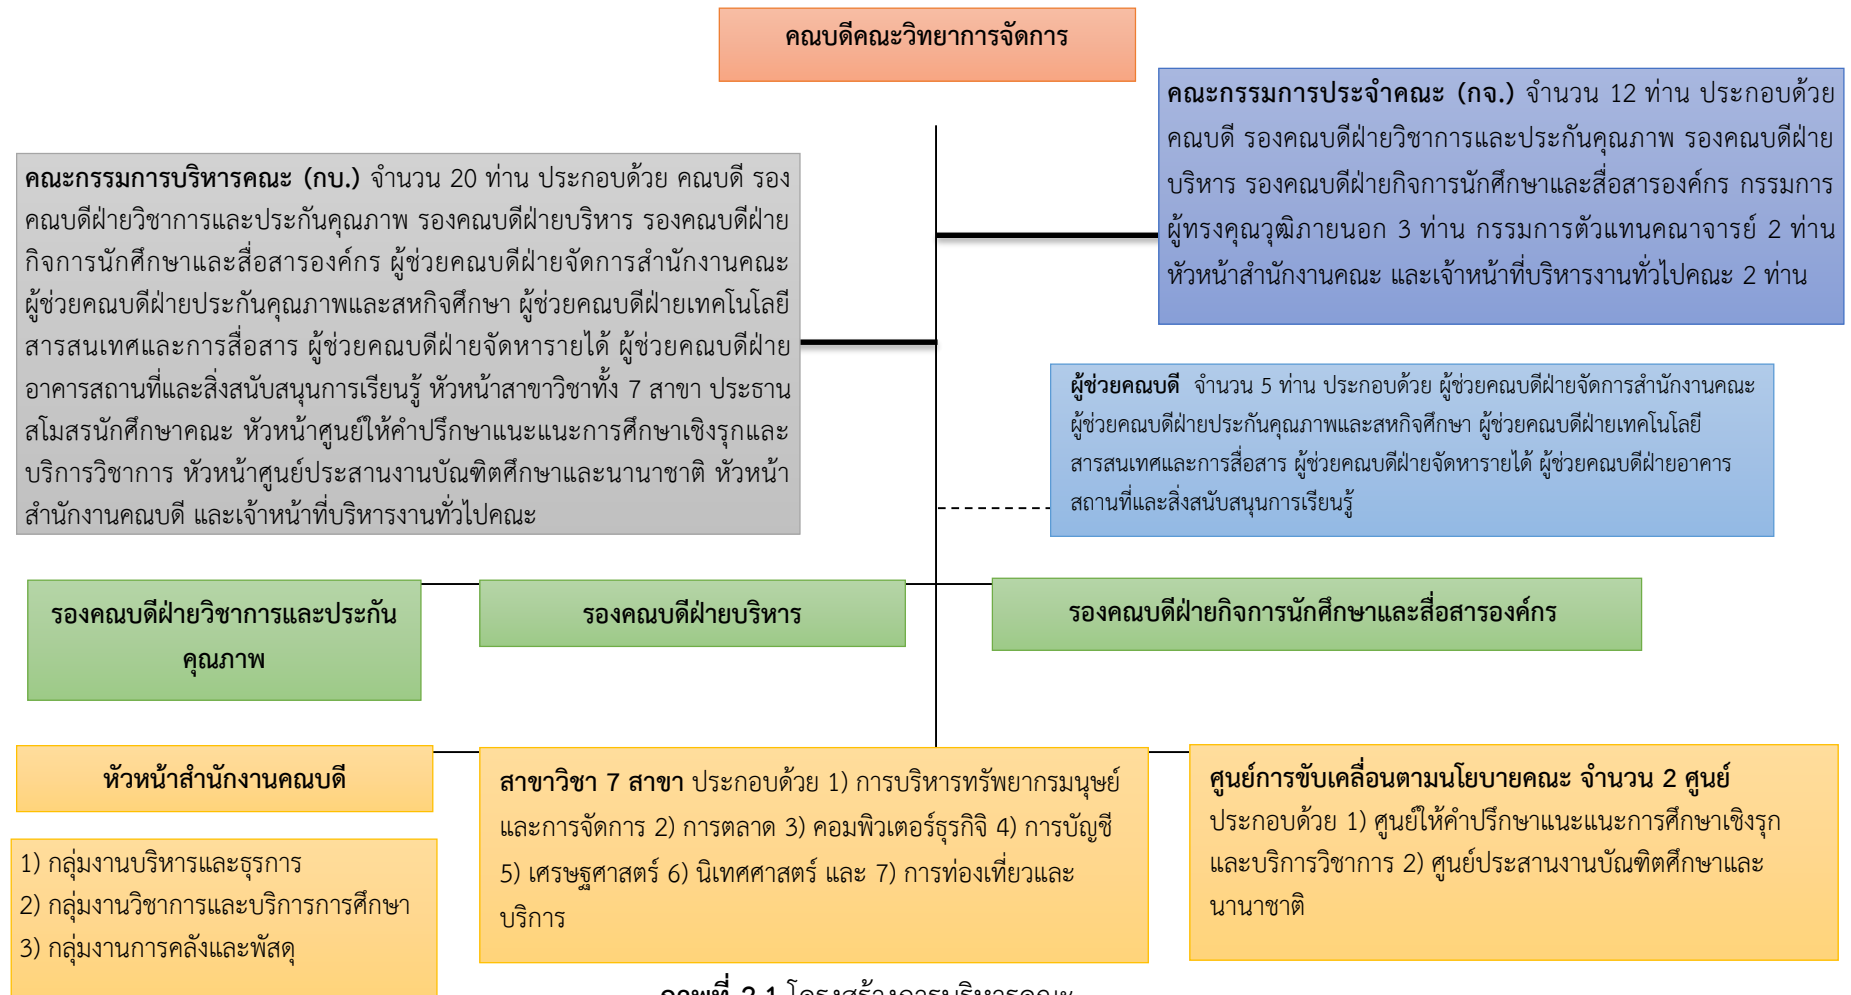 คณบดีคณะวิทยาการจัดการ
คณะกรรมการประจำคณะ (กจ.) จำนวน 12 ท่าน ประกอบด้วย
คณบดี รองคณบดีฝ่ายวิชาการและประกันคุณภาพ รองคณบดีฝ่าย
บริหาร รองคณบดีฝ่ายกิจการนักศึกษาและสื่อสารองค์กร กรรมการ
ผู้ทรงคุณวุฒิภายนอก 3 ท่าน กรรมการตัวแทนคณาจารย์ 2 ท่าน
หัวหน้าสำนักงานคณะ และเจ้าหน้าที่บริหารงานทั่วไปคณะ 2 ท่าน
คณะกรรมการบริหารคณะ (กบ.) จำนวน 20 ท่าน ประกอบด้วย คณบดี รอง
คณบดีฝ่ายวิชาการและประกันคุณภาพ รองคณบดีฝ่ายบริหาร รองคณบดีฝ่าย
กิจการนักศึกษาและสื่อสารองค์กร ผู้ช่วยคณบดีฝ่ายจัดการสำนักงานคณะ
ผู้ช่วยคณบดีฝ่ายประกันคุณภาพและสหกิจศึกษา ผู้ช่วยคณบดีฝ่ายเทคโนโลยี
สารสนเทศและการสื่อสาร ผู้ช่วยคณบดีฝ่ายจัดหารายได้ ผู้ช่วยคณบดีฝ่าย
อาคารสถานที่และสิ่งสนับสนุนการเรียนรู้ หัวหน้าสาขาวิชาทั้ง 7 สาขา ประธาน
สโมสรนักศึกษาคณะ หัวหน้าศูนย์ให้คำปรึกษาแนะแนะการศึกษาเชิงรุกและ
บริการวิชาการ หัวหน้าศูนย์ประสานงานบัณฑิตศึกษาและนานาชาติ หัวหน้า
สำนักงานคณบดี และเจ้าหน้าที่บริหารงานทั่วไปคณะ
ผู้ช่วยคณบดี จำนวน 5 ท่าน ประกอบด้วย ผู้ช่วยคณบดีฝ่ายจัดการสำนักงานคณะ
ผู้ช่วยคณบดีฝ่ายประกันคุณภาพและสหกิจศึกษา ผู้ช่วยคณบดีฝ่ายเทคโนโลยี
สารสนเทศและการสื่อสาร ผู้ช่วยคณบดีฝ่ายจัดหารายได้ ผู้ช่วยคณบดีฝ่ายอาคาร
สถานที่และสิ่งสนับสนุนการเรียนรู้
รองคณบดีฝ่ายวิชาการและประกัน
คุณภาพ
รองคณบดีฝ่ายบริหาร
รองคณบดีฝ่ายกิจการนักศึกษาและสื่อสารองค์กร
หัวหน้าสำนักงานคณบดี
1) กลุ่มงานบริหารและธุรการ
2) กลุ่มงานวิชาการและบริการการศึกษา
3) กลุ่มงานการคลังและพัสดุ
สาขาวิชา 7 สาขา ประกอบด้วย 1) การบริหารทรัพยากรมนุษย์
และการจัดการ 2) การตลาด 3) คอมพิวเตอร์ธุรกิจิ 4) การบัญชี
5) เศรษฐศาสตร์ 6) นิเทศศาสตร์ และ 7) การท่องเที่ยวและ
บริการ
ศูนย์การขับเคลื่อนตามนโยบายคณะ จำนวน 2 ศูนย์
ประกอบด้วย 1) ศูนย์ให้คำปรึกษาแนะแนะการศึกษาเชิงรุก
และบริการวิชาการ 2) ศูนย์ประสานงานบัณฑิตศึกษาและ
นานาชาติ
ภาพที่ 2.1 โครงสร้างการบริหารคณะ